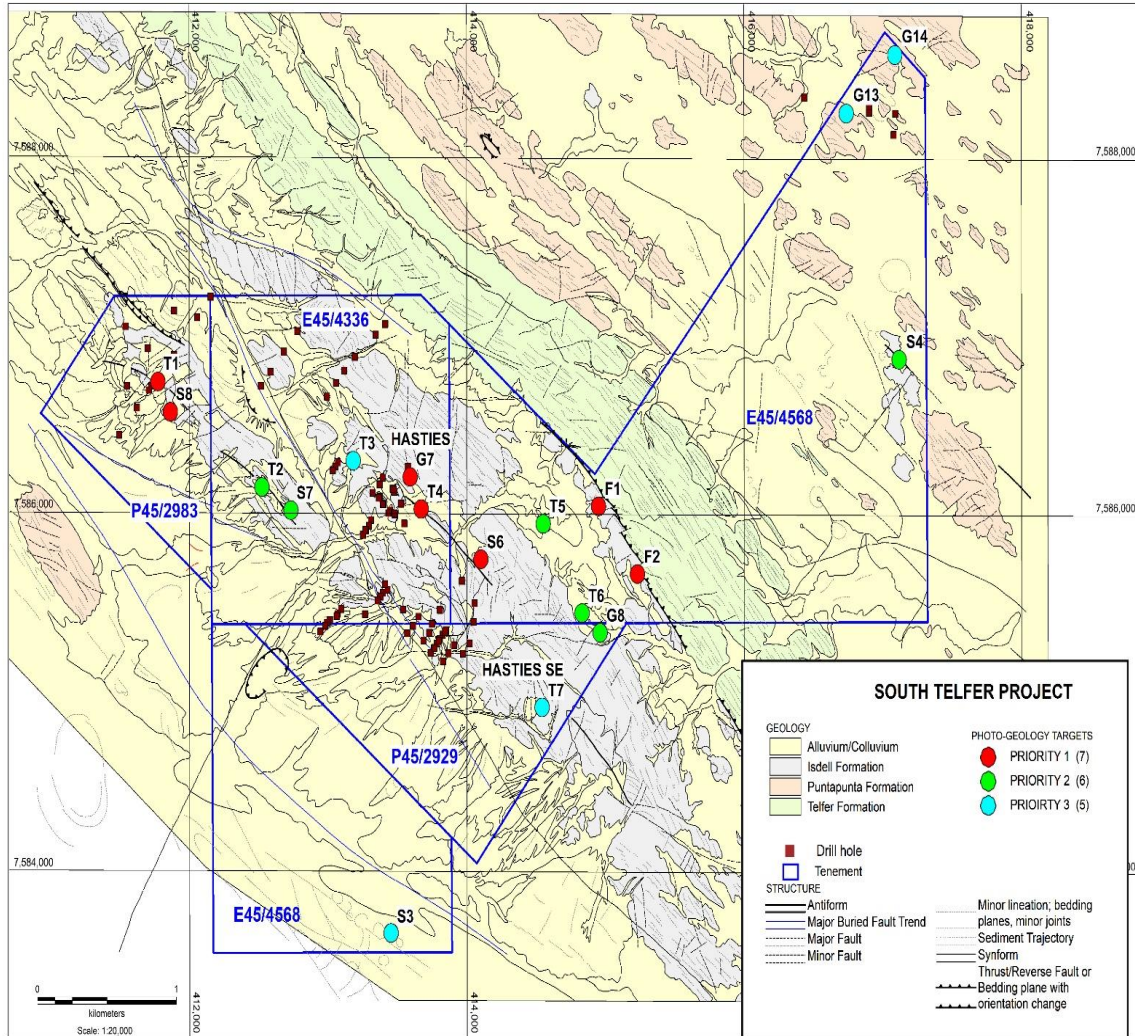 412,000
414,000
416,000
418,000
G14
G13
7,588,000
7,588,000
E45/4336
S4
T1
S8
E45/4568
HASTIES
T3
G7
T2
T4
S7
F1
P45/2983
T5
7,586,000
7,586,000
S6
F2
T6
G8
HASTIES SE
T7
P45/2929
7,584,000
E45/4568
S3
412,000
414,000
0 1
kilometers
Scale: 1:20,000
SOUTH TELFER PROJECT
GEOLOGY
Alluvium/Colluvium
Isdell Formation
Puntapunta Formation
Telfer Formation
PHOTO-GEOLOGY TARGETS
PRIORITY 1 (7)
PRIORITY 2 (6)
PRIOIRTY 3 (5)
Drill hole
Tenement
STRUCTURE
Antiform
Major Buried Fault Trend
Major Fault
Minor Fault
Minor lineation; bedding
planes, minor joints
Sediment Trajectory
Synform
Thrust/Reverse Fault or
Bedding plane with
orientation change